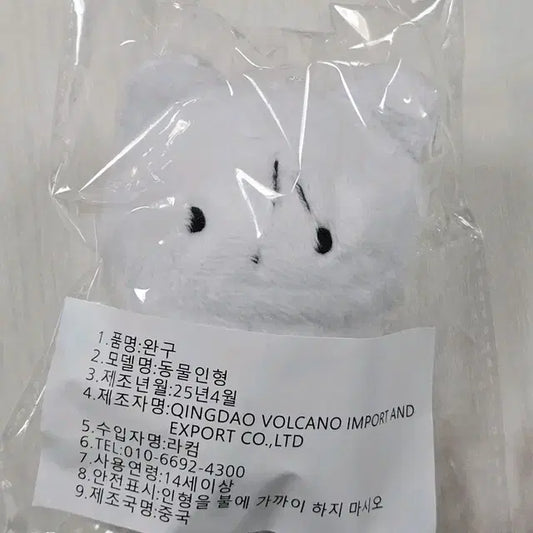 1.품명:완구
2.모델명:동물인형
3.제조년월:25년4월
4.제조자명:QINGDAO VOLCANO IMPORT AND
EXPORT CO.,LTD
5.수입자명:라컴
6.TEL:010-6692-4300
7.사용연령:14세이상
8.안전표시:인형을 불에 가까이 하지 마시오
9.제조국명:중국